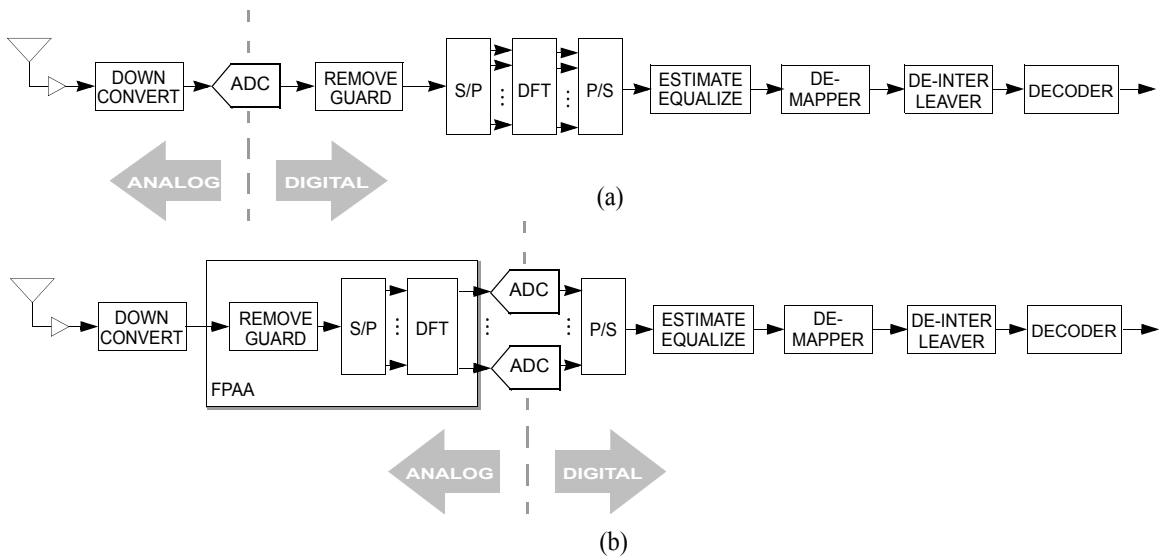 DOWN
CONVERT
ADC
REMOVE
GUARD
S/P
DFT
P/S
ESTIMATE
EQUALIZE
DE-
MAPPER
DE-INTER
LEAVER
DECODER
ANALOG
DIGITAL
(a)
DOWN
CONVERT
REMOVE
GUARD
S/P
DFT
FPAA
ADC
ADC
P/S
ESTIMATE
EQUALIZE
DE-
MAPPER
DE-INTER
LEAVER
DECODER
ANALOG
DIGITAL
(b)